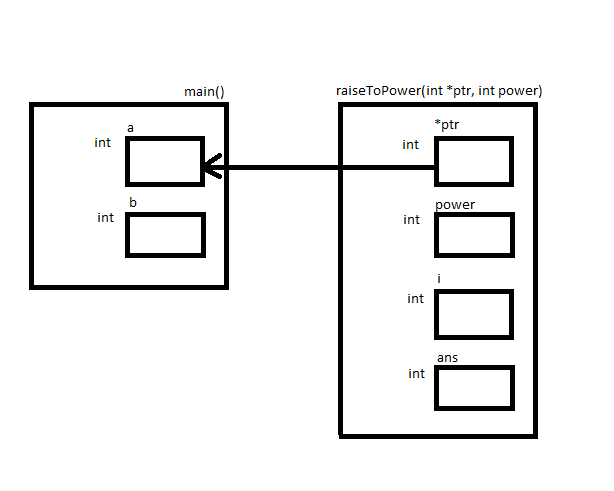 main()
a
int
b
int
raiseToPower(int *ptr, int power)
*ptr
int
power
int
i
int
ans
int